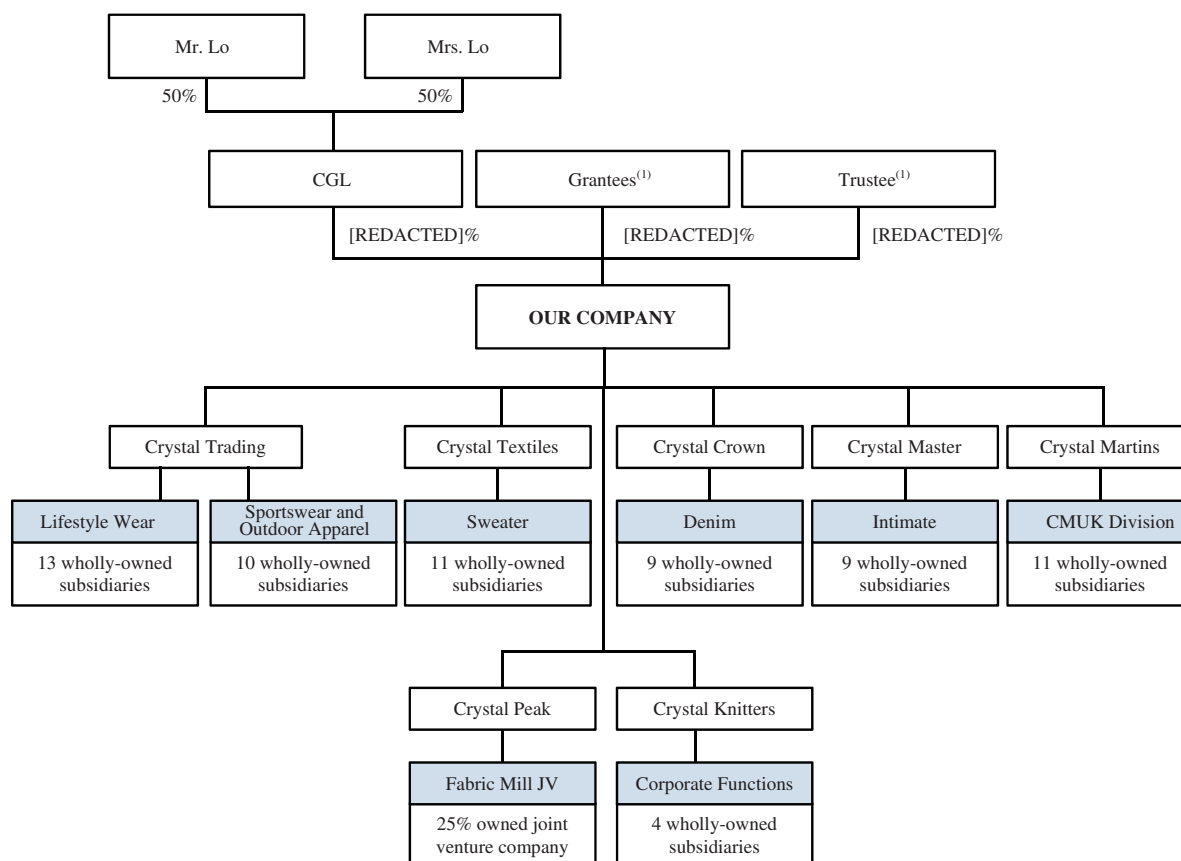 Mr. Lo
Mrs. Lo
50%
50%
CGL
Grantees(1)
Trustee(1)
[REDACTED]%
[REDACTED]%
[REDACTED]%
OUR COMPANY
Crystal Trading
Crystal Textiles
Crystal Crown
Crystal Master
Crystal Martins
Lifestyle Wear
13 wholly-owned
subsidiaries
Sportswear and
Outdoor Apparel
10 wholly-owned
subsidiaries
Sweater
11 wholly-owned
subsidiaries
Denim
9 wholly-owned
subsidiaries
Intimate
9 wholly-owned
subsidiaries
CMUK Division
11 wholly-owned
subsidiaries
Crystal Peak
Crystal Knitters
Fabric Mill JV
25% owned joint
venture company
Corporate Functions
4 wholly-owned
subsidiaries